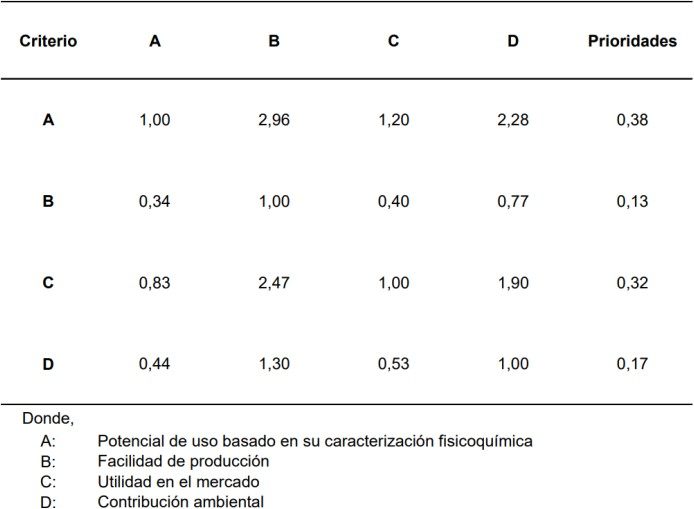 Criterio A B C D Prioridades
A 1,00 2,96 1,20 2,28 0,38
B 0,34 1,00 0,40 0,77 0,13
C 0,83 2,47 1,00 1,90 0,32
D 0,44 1,30 0,53 1,00 0,17
Donde,
A: Potencial de uso basado en su caracterización fisicoquímica
B: Facilidad de producción
C: Utilidad en el mercado
D: Contribución ambiental